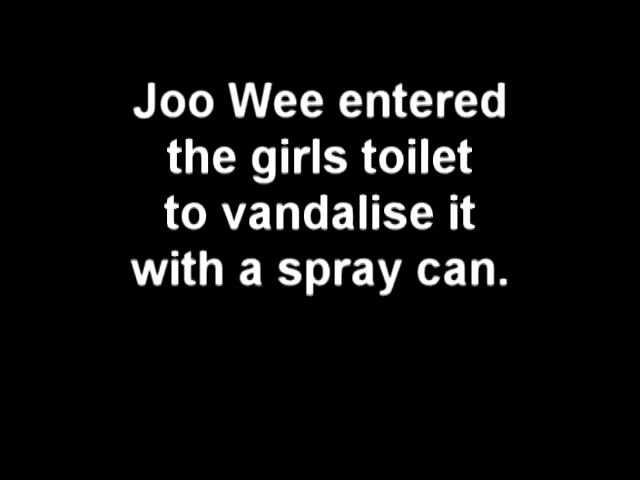 Joo Wee entered
the girls toilet
to vandalise it
with a spray can.